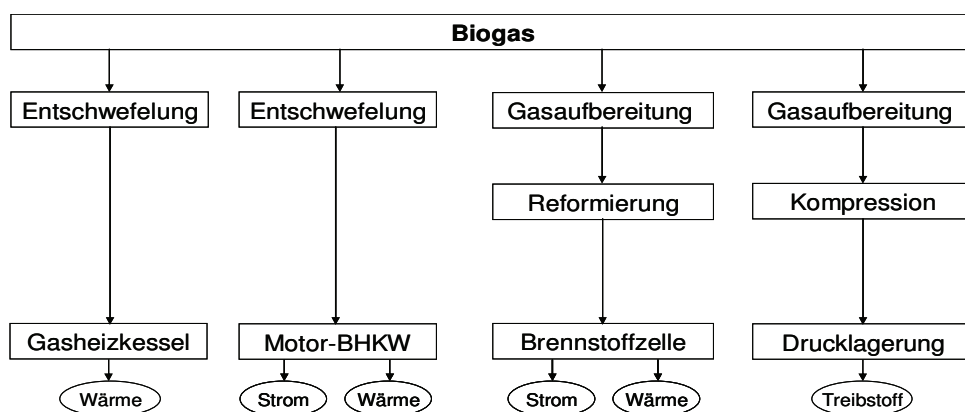 Biogas
Entschwefelung
Entschwefelung
Gasaufbereitung
Gasaufbereitung
Reformierung
Kompression
Gasheizkessel
Motor-BHKW
Brennstoffzelle
Drucklagerung
Wärme
Strom
Wärme
Strom
Wärme
Treibstoff